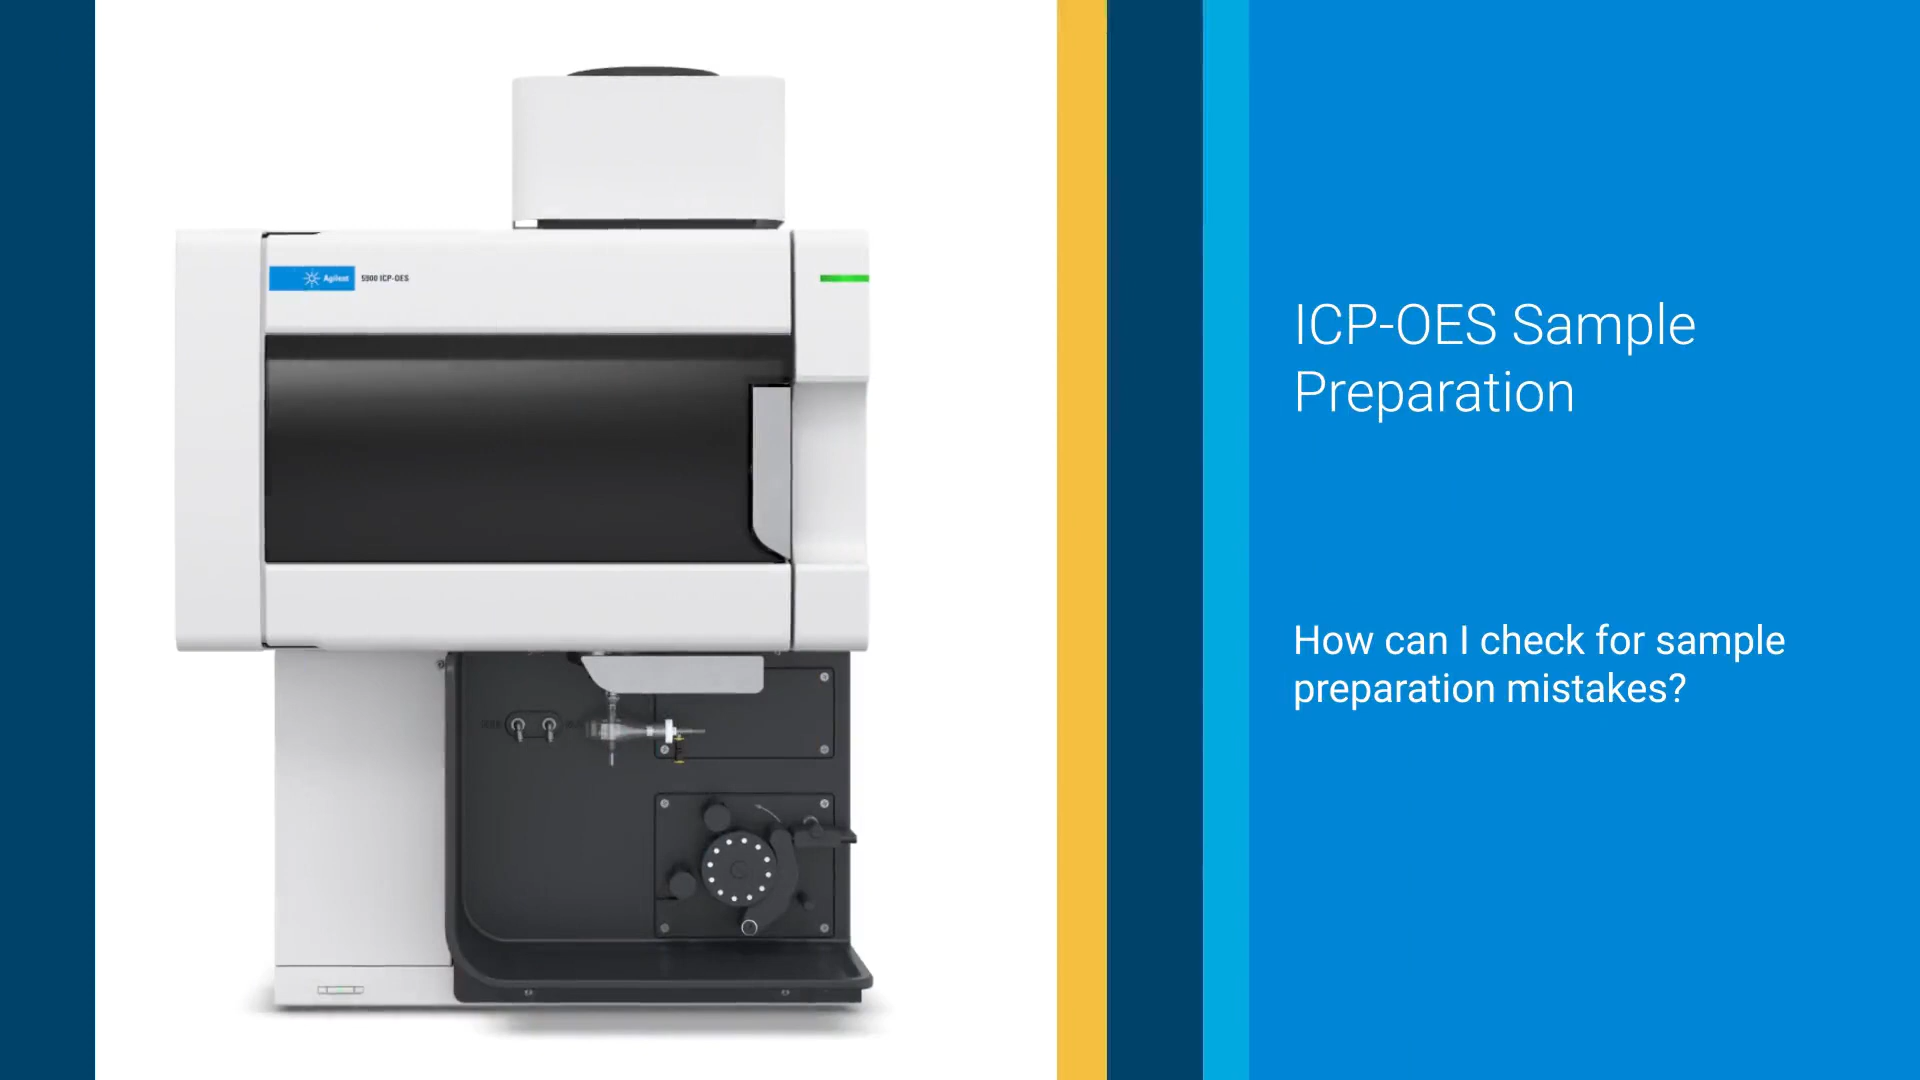 Agilent
5900 ICP-OES
ICP-OES Sample
Preparation
How can I check for sample
preparation mistakes?